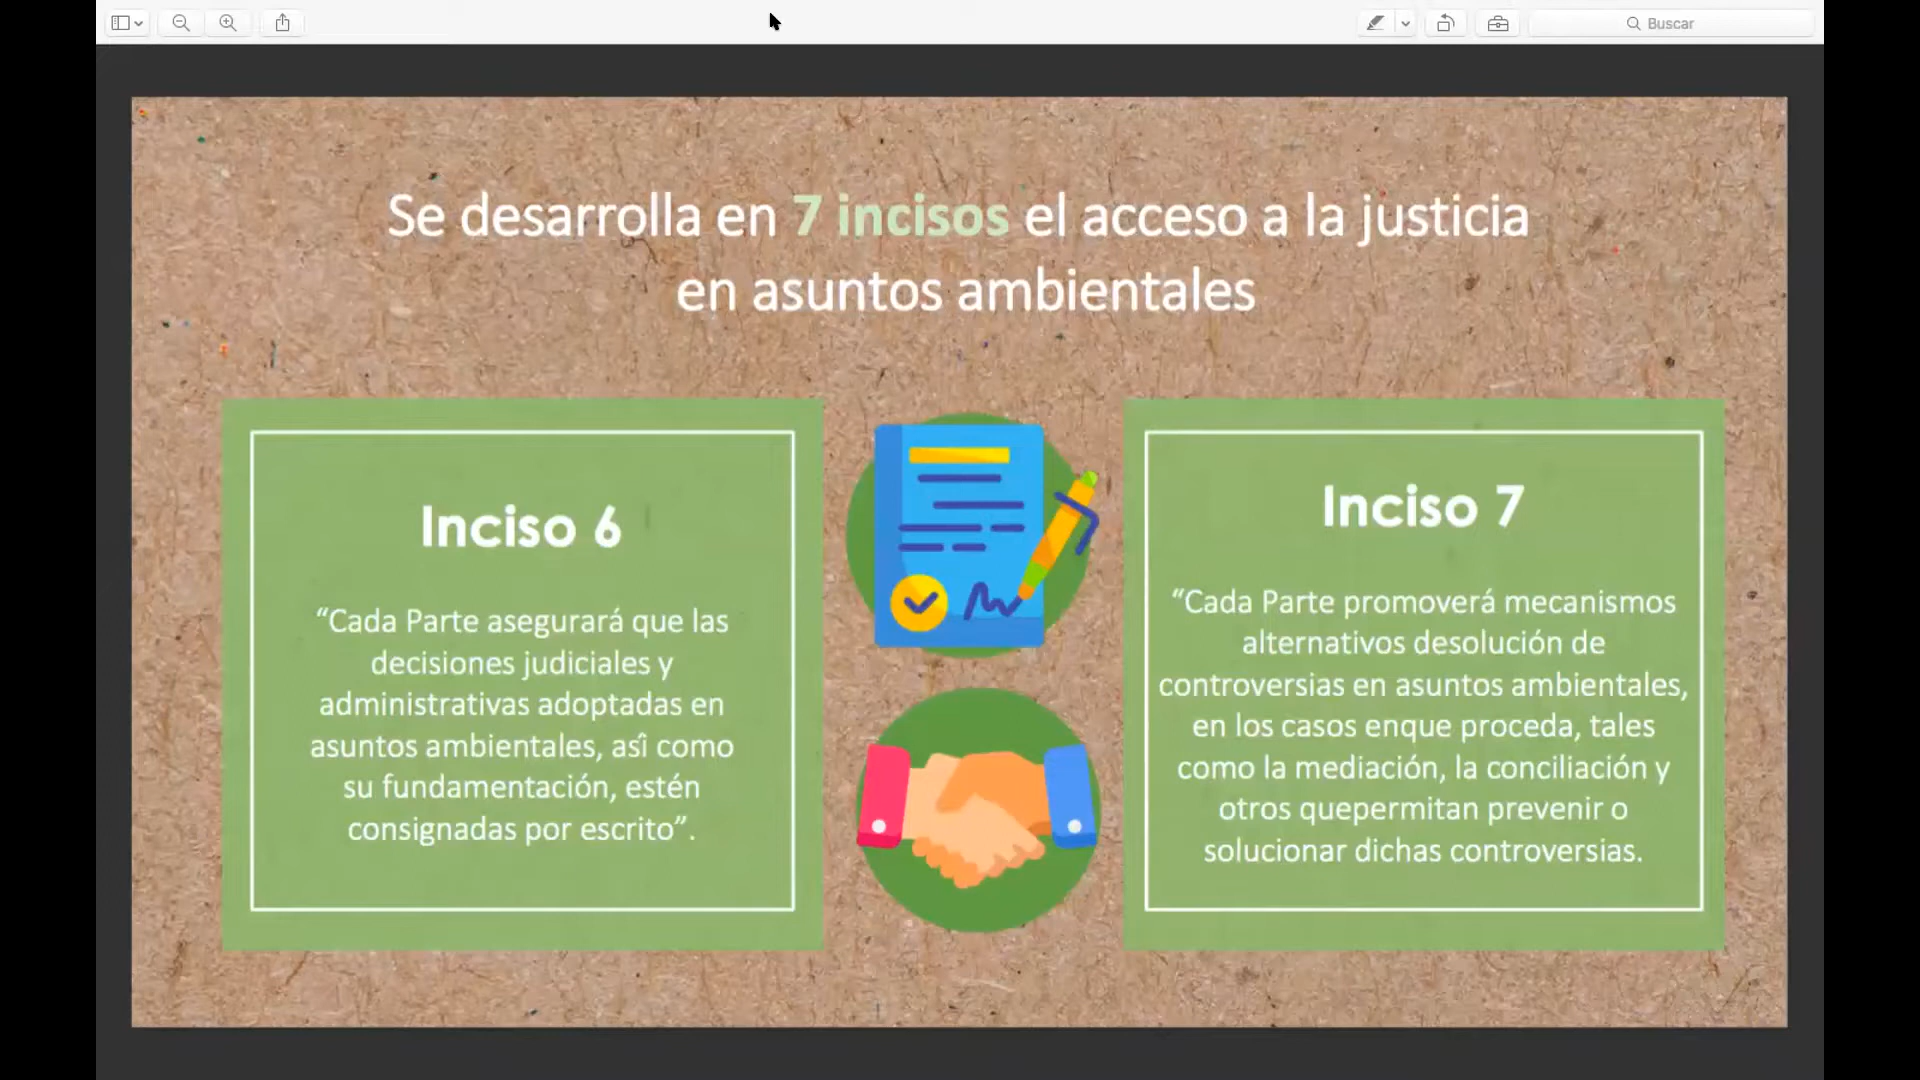 Buscar
Se desarrolla en 7 incisos el acceso a la justicia
en asuntos ambientales
Inciso 6
“Cada Parte asegurará que las
decisiones judiciales y
administrativas adoptadas en
asuntos ambientales, asî como
su fundamentación, estén
consignadas por escrito”.
Inciso 7
“Cada Parte promoverá mecanismos
alternativos desolución de
controversias en asuntos ambientales,
en los casos enque proceda, tales
como la mediación, la conciliación y
otros quepermitan prevenir o
solucionar dichas controversias.